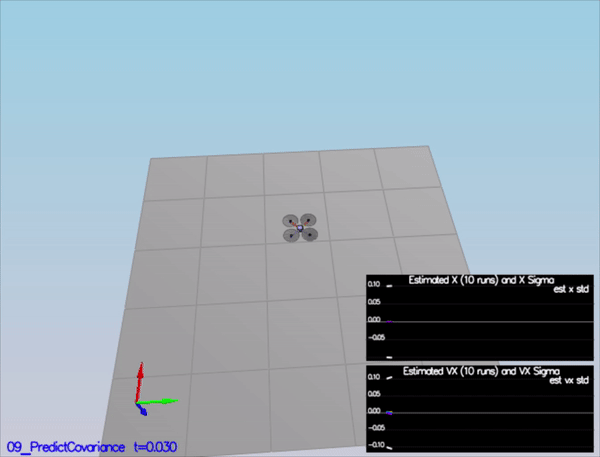 Estimated X (10 runs) and X Sigma
est x std
0.10
0.05
0.00
-0.05
Estimated VX (10 runs) and VX Sigma
est vx std
0.10
0.05
0.00
-0.05
-0.10
09_PredictCovariance t=0.030